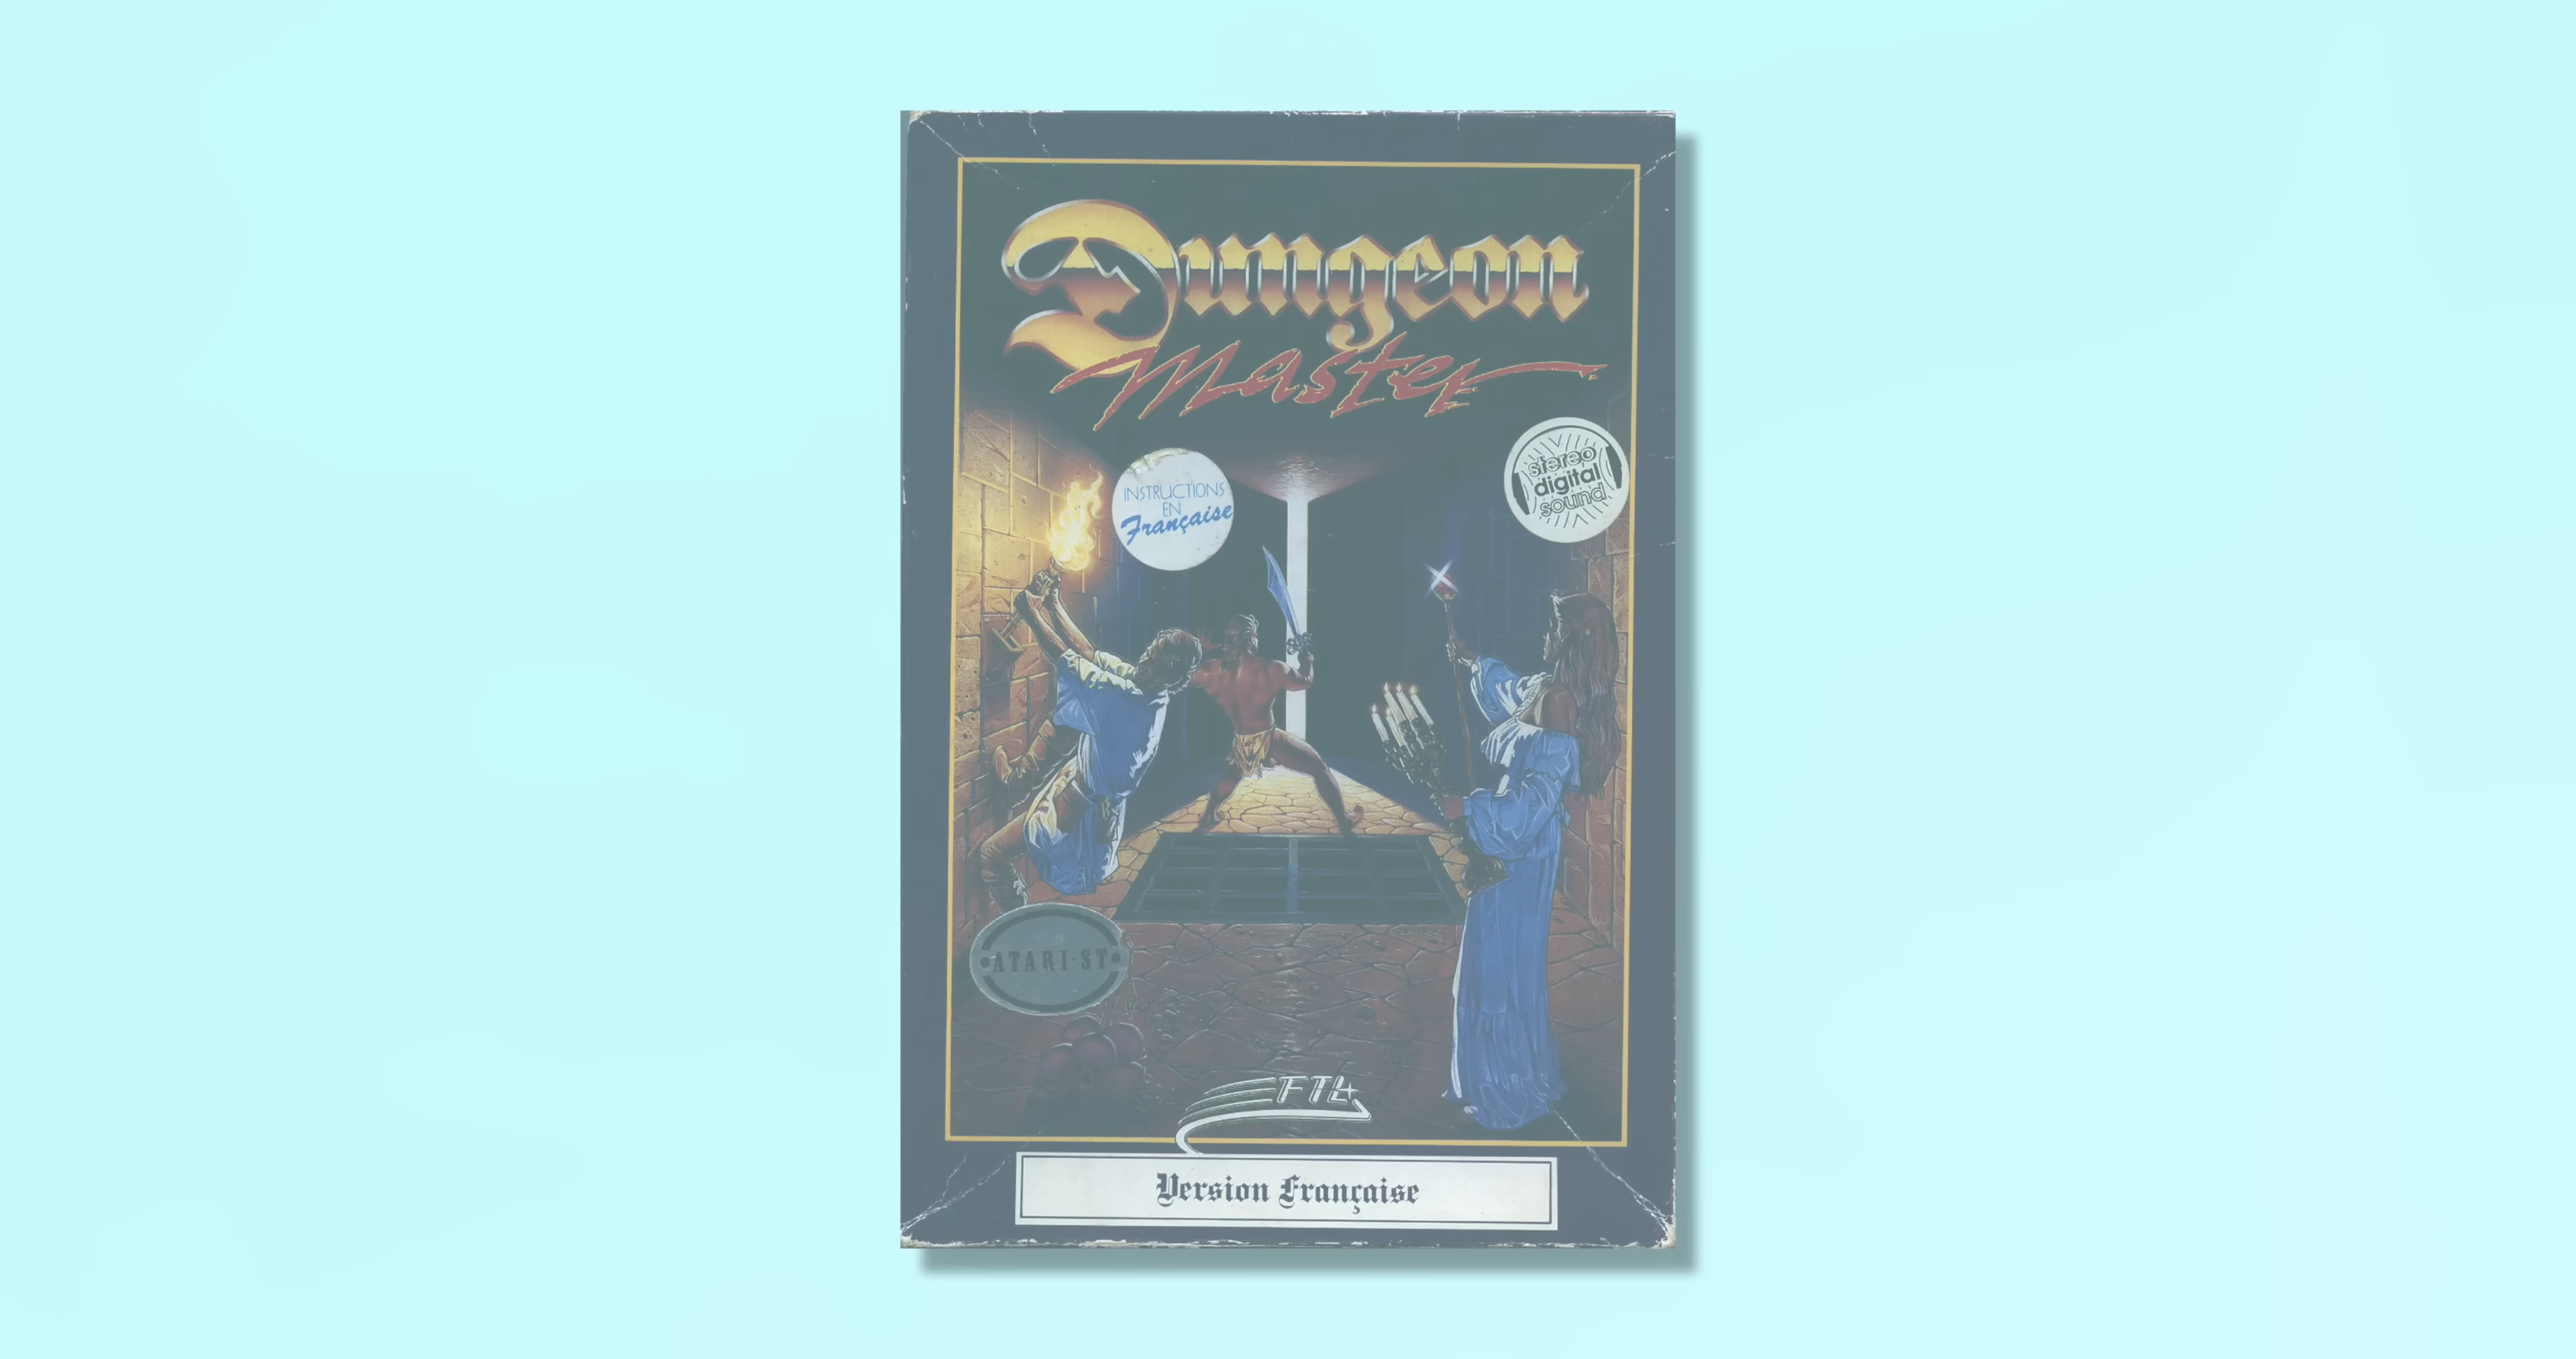 Dungeon
Master
INSTRUCTIONS
EN
Française
stereo
digital
sound
ATARI·ST
FTL
Version Française